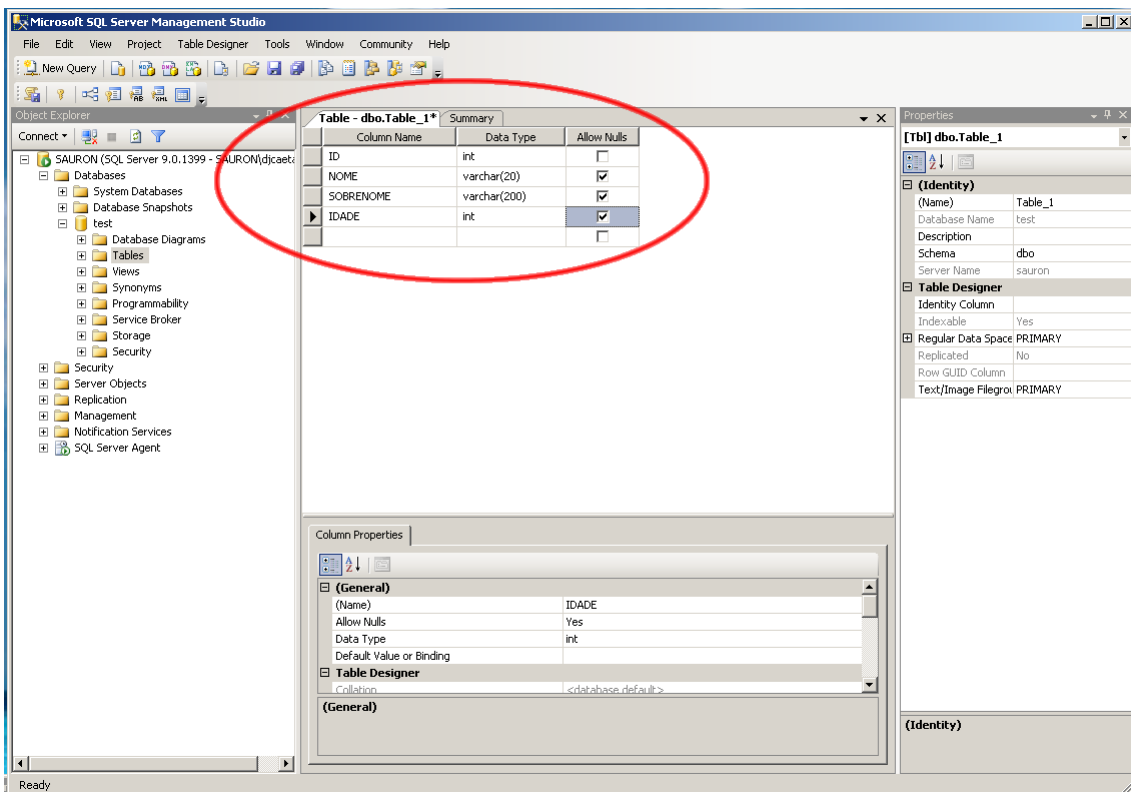 Microsoft SQL Server Management Studio
File Edit View Project Table Designer Tools Window Community Help
New Query
Object Explorer
Connect
SAURON (SQL Server 9.0.1399 - SAURON\djcaeta
Databases
System Databases
Database Snapshots
test
Database Diagrams
Tables
Views
Synonyms
Programmability
Service Broker
Storage
Security
Security
Server Objects
Replication
Management
Notification Services
SQL Server Agent
Table - dbo.Table_1* Summary
Column Name Data Type Allow Nulls
ID int
NOME varchar(20)
SOBRENOME varchar(200)
IDADE int
Column Properties
(General)
(Name) IDADE
Allow Nulls Yes
Data Type int
Default Value or Binding
Table Designer
Collation <database default>
(General)
Properties
[Tbl] dbo.Table_1
(Identity)
(Name) Table_1
Database Name test
Description
Schema dbo
Server Name sauron
Table Designer
Identity Column
Indexable Yes
Regular Data Space PRIMARY
Replicated No
Row GUID Column
Text/Image Filegrou PRIMARY
(Identity)
Ready